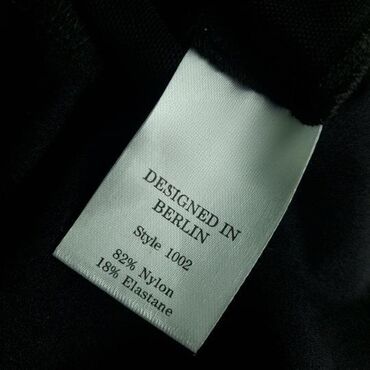 DESIGNED IN
BERLIN
Style 1002
82% Nylon
18% Elastane